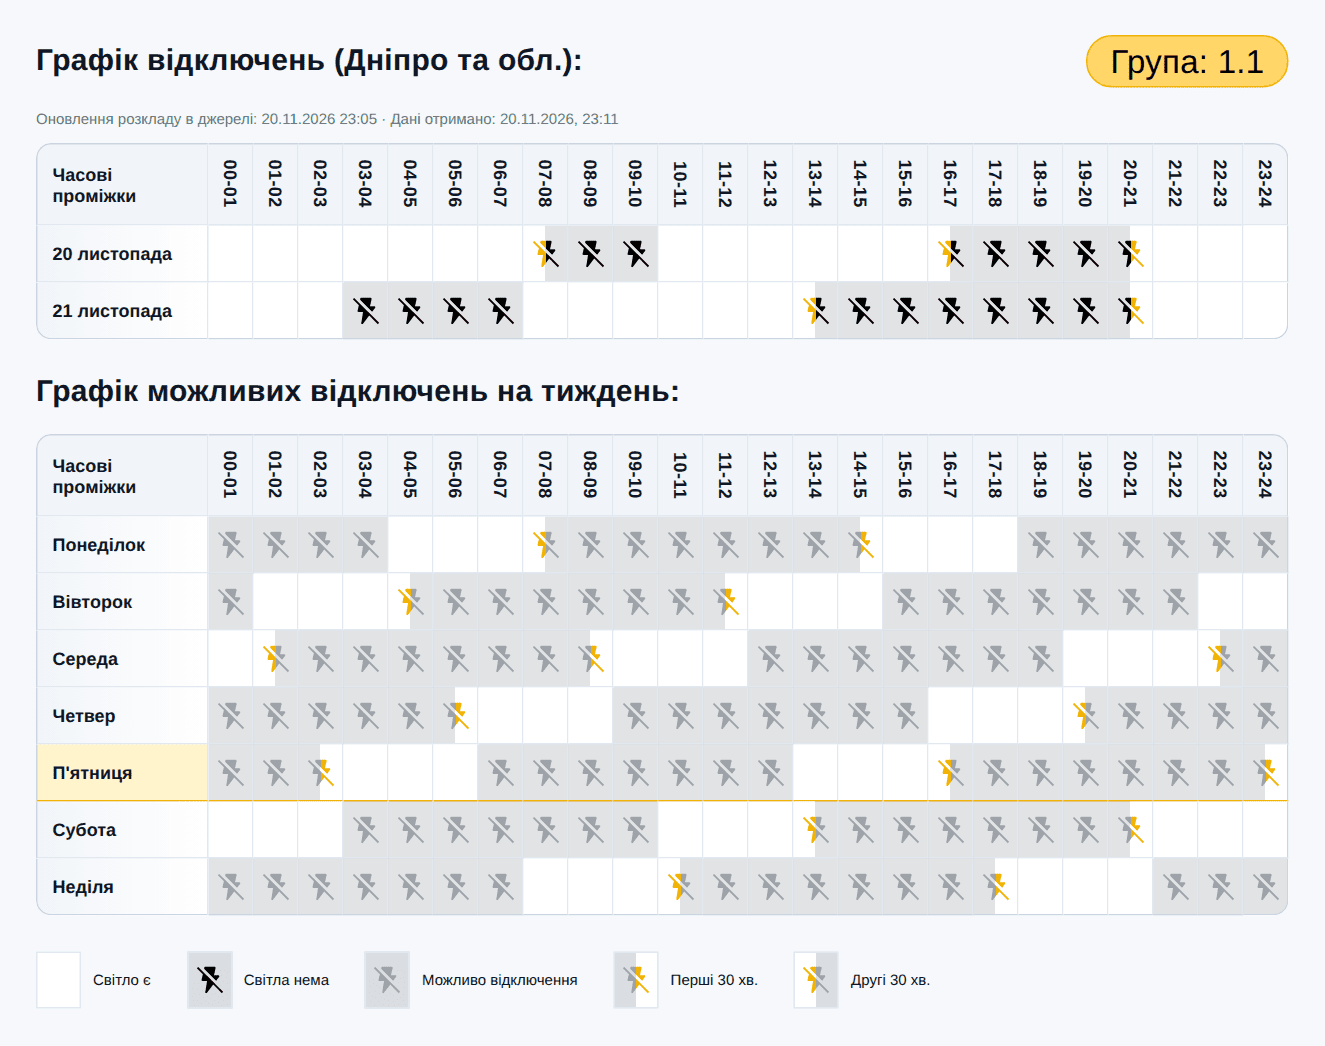 Графік відключень (Дніпро та обл.):
Група: 1.1
Оновлення розкладу в джерелі: 20.11.2026 23:05 · Дані отримано: 20.11.2026, 23:11
Часові проміжки 00-01 01-02 02-03 03-04 04-05 05-06 06-07 07-08 08-09 09-10 10-11 11-12 12-13 13-14 14-15 15-16 16-17 17-18 18-19 19-20 20-21 21-22 22-23 23-24
20 листопада
21 листопада
Графік можливих відключень на тиждень:
Часові проміжки 00-01 01-02 02-03 03-04 04-05 05-06 06-07 07-08 08-09 09-10 10-11 11-12 12-13 13-14 14-15 15-16 16-17 17-18 18-19 19-20 20-21 21-22 22-23 23-24
Понеділок
Вівторок
Середа
Четвер
П'ятниця
Субота
Неділя
Світло є Світла нема Можливо відключення Перші 30 хв. Другі 30 хв.